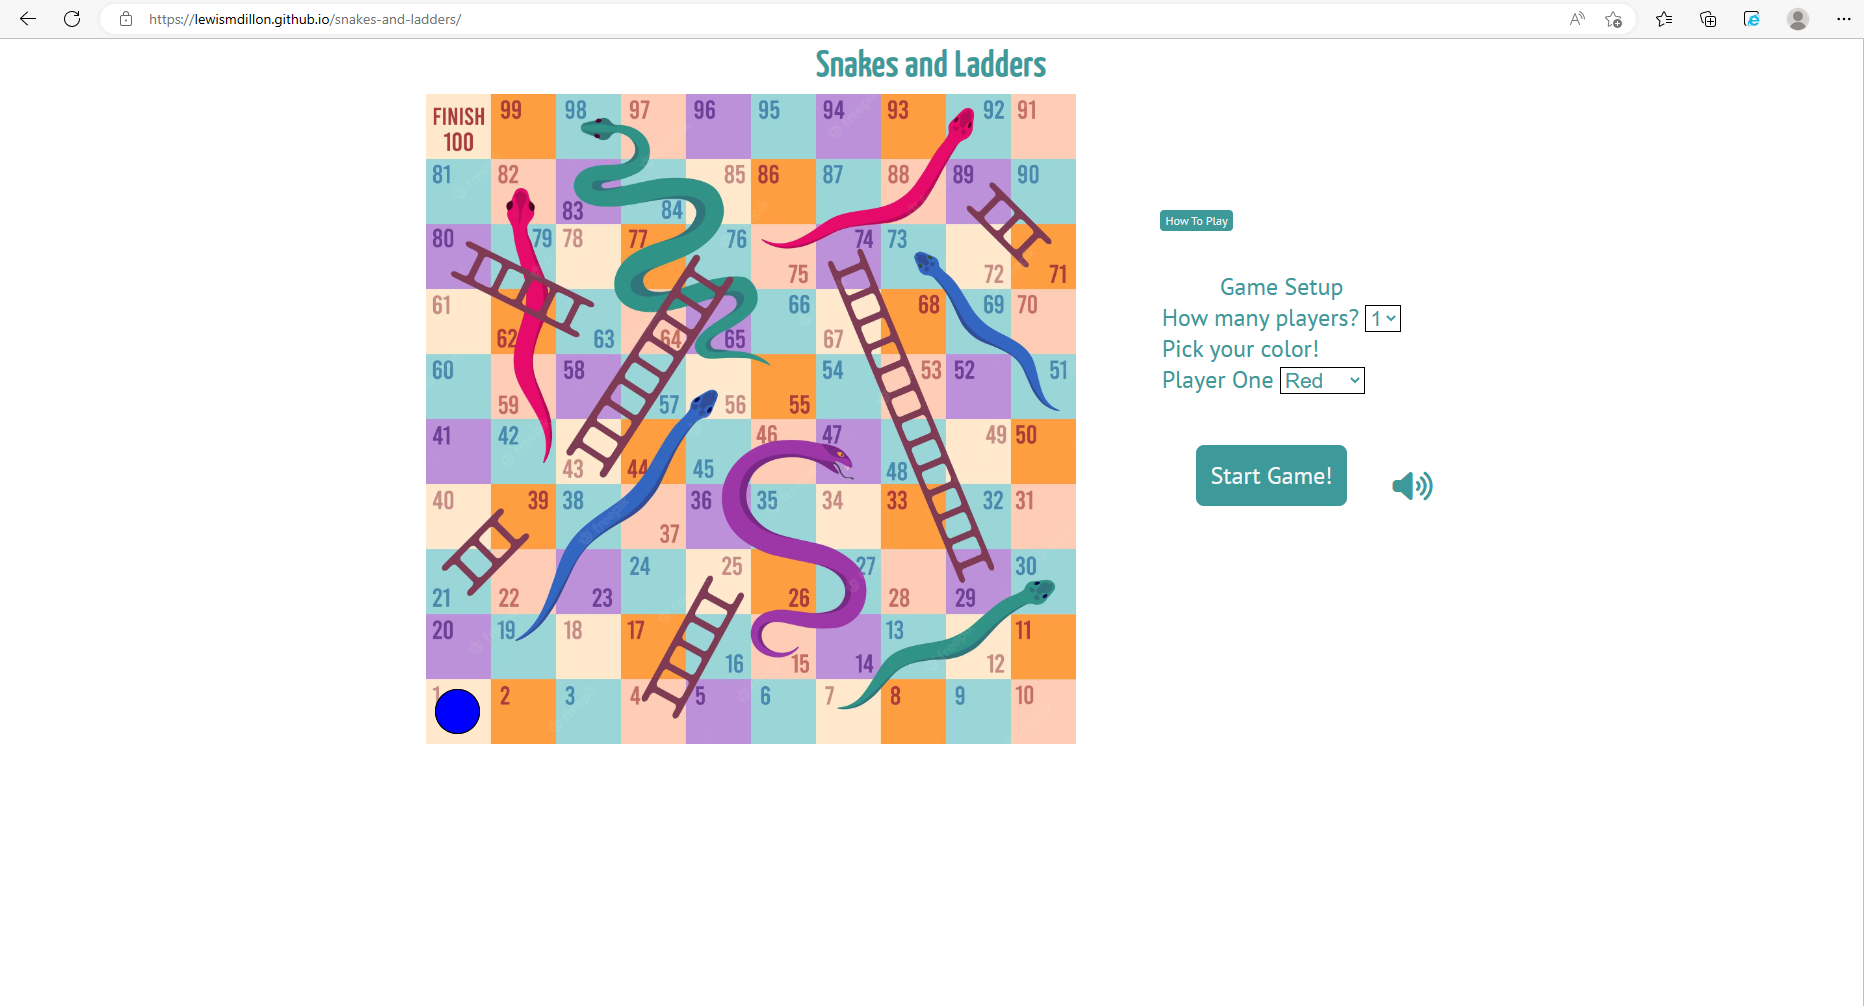 https://lewismdillon.github.io/snakes-and-ladders/
Snakes and Ladders
FINISH 99 98 97 96 95 94 93 92 91
100
81 82 83 84 85 86 87 88 89 90
80 79 78 77 76 75 74 73 72 71
61 62 63 64 65 66 67 68 69 70
60 59 58 57 56 55 54 53 52 51
41 42 43 44 45 46 47 48 49 50
40 39 38 37 36 35 34 33 32 31
21 22 23 24 25 26 27 28 29 30
20 19 18 17 16 15 14 13 12 11
1 2 3 4 5 6 7 8 9 10
How To Play
Game Setup
How many players? 1
Pick your color!
Player One Red
Start Game!